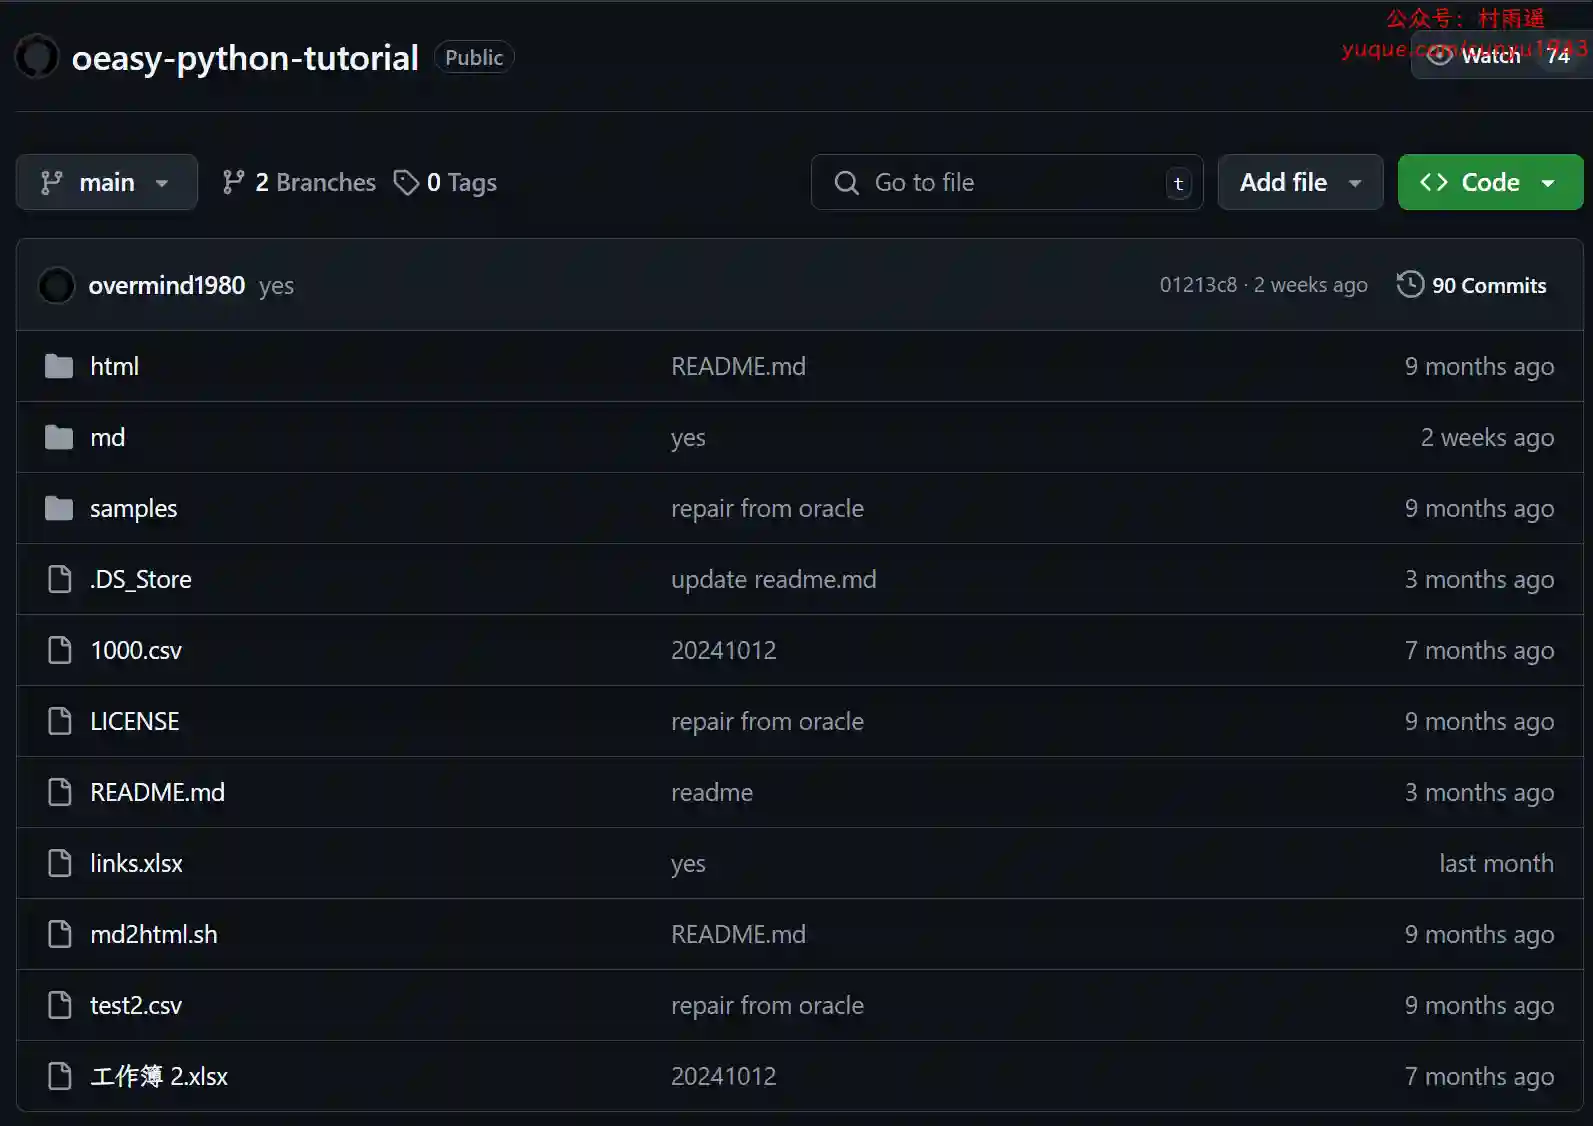 公众号：村雨遥
yuque.com/cunyu1943
oeasy-python-tutorial Public
Watch 74
main 2 Branches 0 Tags Go to file t Add file Code
overmind1980 yes 01213c8 · 2 weeks ago 90 Commits
html README.md 9 months ago
md yes 2 weeks ago
samples repair from oracle 9 months ago
.DS_Store update readme.md 3 months ago
1000.csv 20241012 7 months ago
LICENSE repair from oracle 9 months ago
README.md readme 3 months ago
links.xlsx yes last month
md2html.sh README.md 9 months ago
test2.csv repair from oracle 9 months ago
工作簿 2.xlsx 20241012 7 months ago